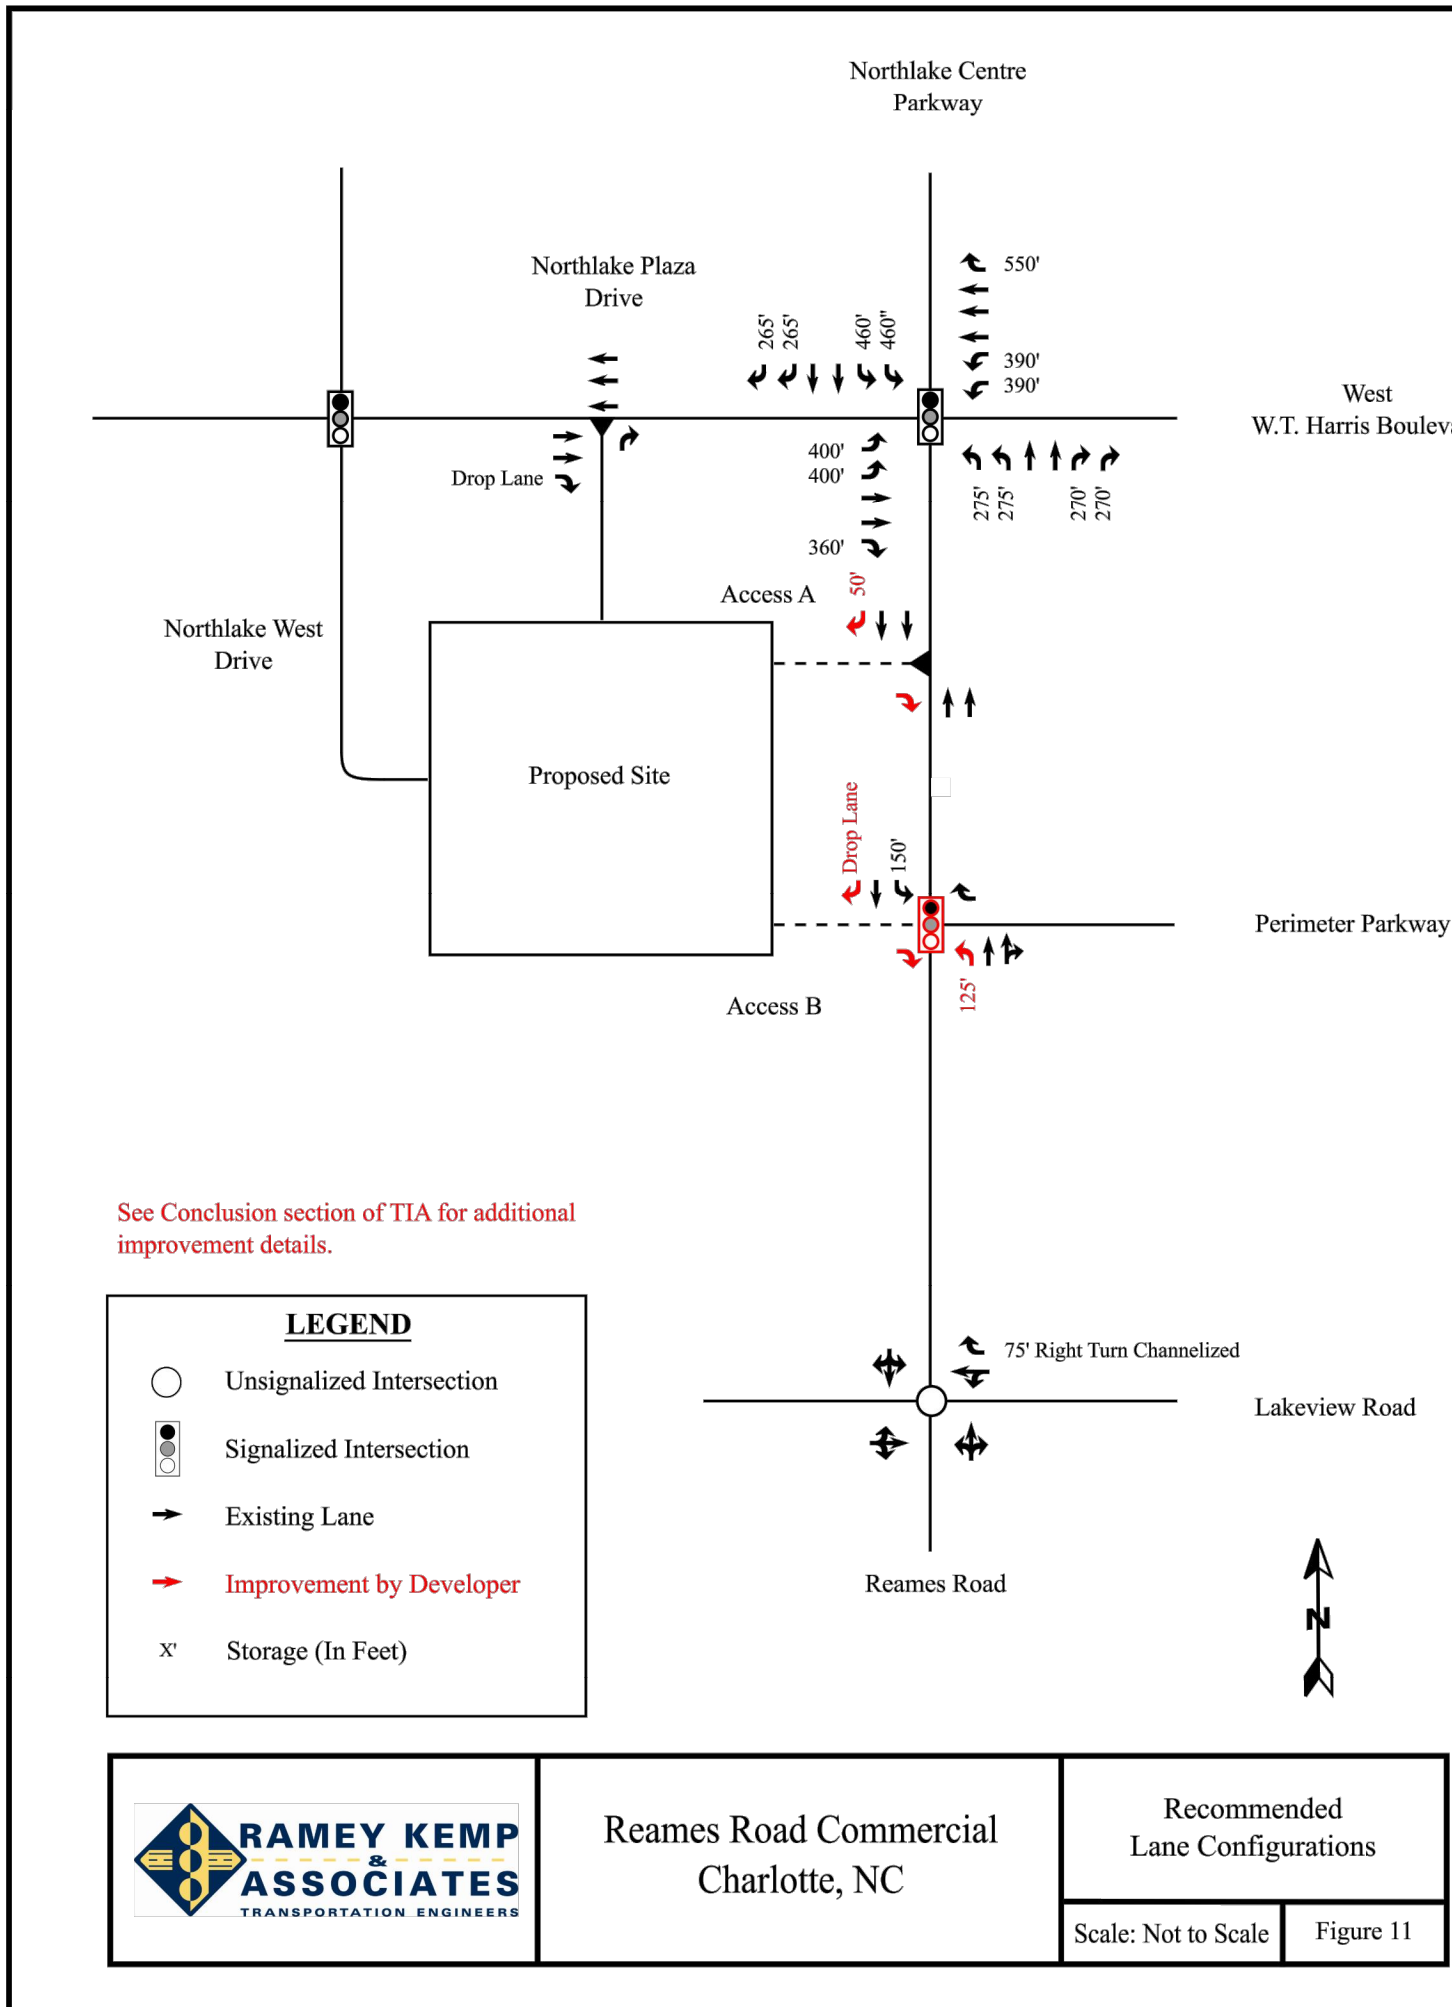 Northlake Centre
Parkway
Northlake Plaza
Drive
550'
265'
265'
460'
460"
390'
390'
West
W.T. Harris Bouleva
400'
400'
360'
Drop Lane
275'
275'
270'
270'
50'
Access A
Northlake West
Drive
Proposed Site
Drop Lane
150'
Perimeter Parkway
125'
Access B
See Conclusion section of TIA for additional
improvement details.
LEGEND
Unsignalized Intersection
Signalized Intersection
Existing Lane
Improvement by Developer
X' Storage (In Feet)
75' Right Turn Channelized
Lakeview Road
Reames Road
N
RAMEY KEMP
&
ASSOCIATES
TRANSPORTATION ENGINEERS
Reames Road Commercial
Charlotte, NC
Recommended
Lane Configurations
Scale: Not to Scale
Figure 11